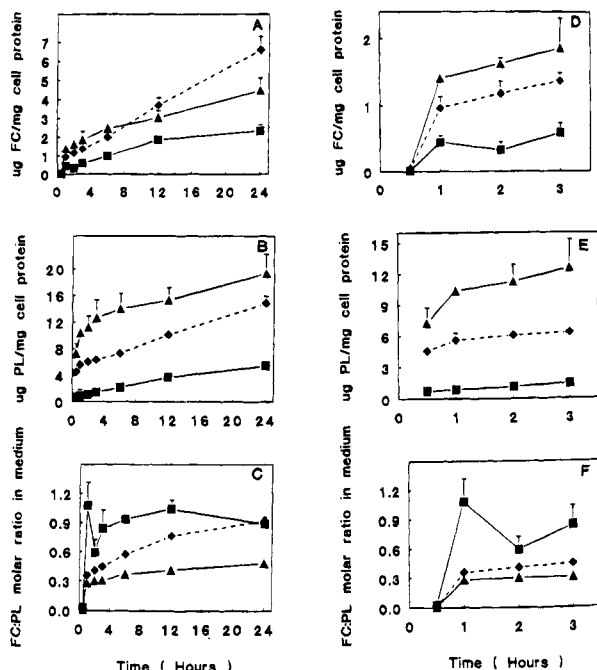 A
ug FC/mg cell protein
7
6
5
4
3
2
1
0
0 4 8 12 16 20 24
D
ug FC/mg cell protein
2
1
0
0 1 2 3
B
ug PL/mg cell protein
20
16
12
8
4
0
0 4 8 12 16 20 24
E
ug PL/mg cell protein
15
12
9
6
3
0
0 1 2 3
C
FC:PL molar ratio in medium
1.2
0.9
0.6
0.3
0.0
0 4 8 12 16 20 24
Time ( Hours )
F
FC:PL molar ratio in medium
1.2
0.9
0.6
0.3
0.0
0 1 2 3
Time ( Hours )